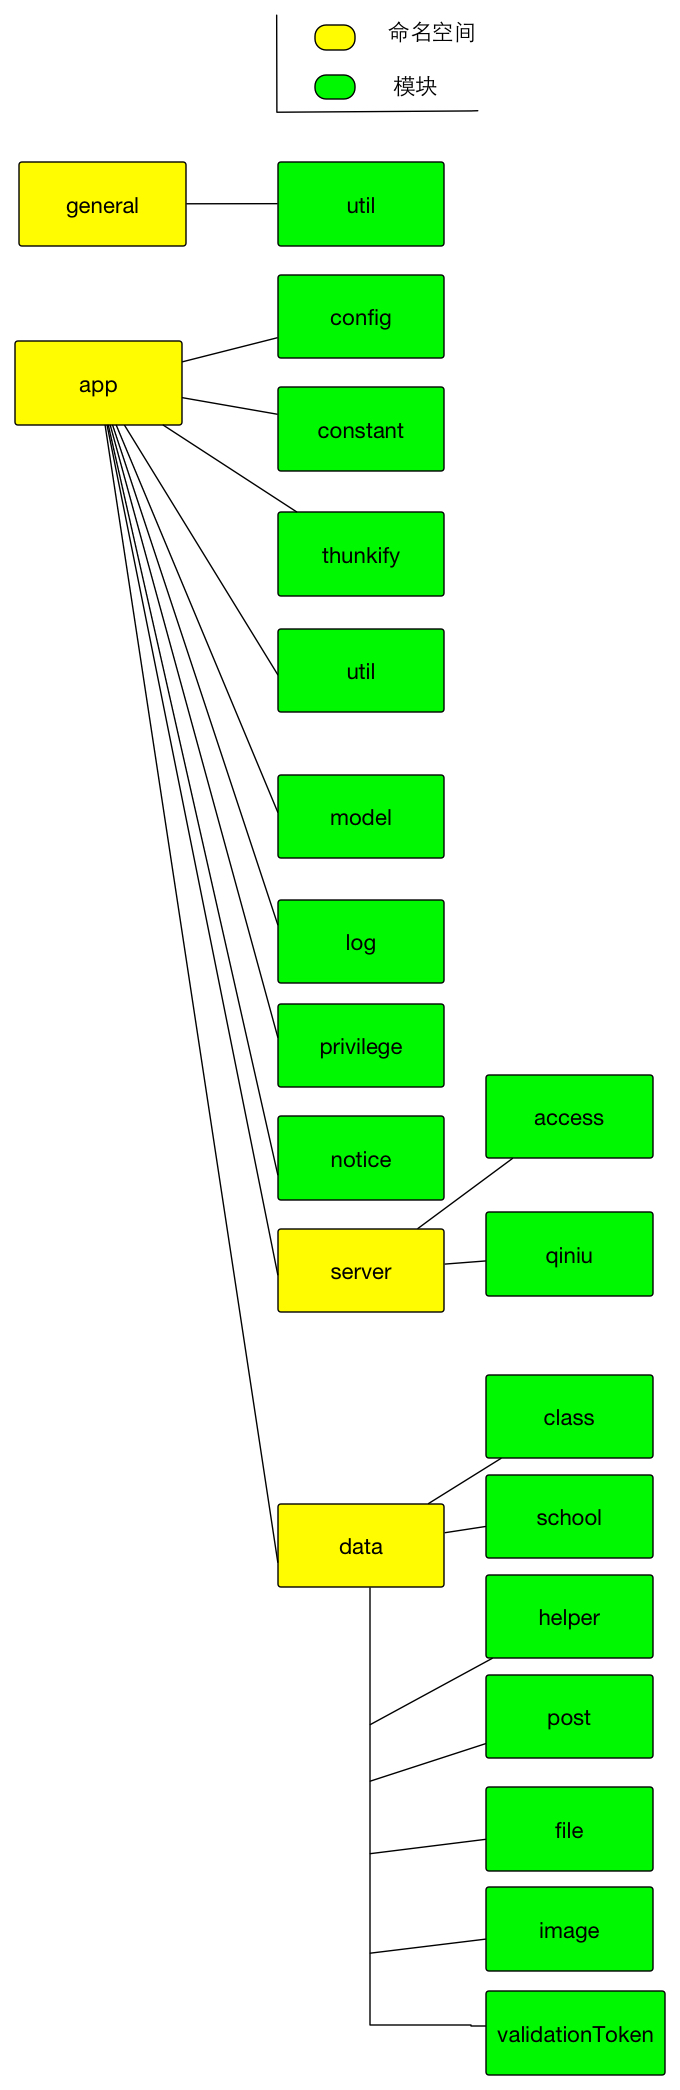 命名空间
模块
general
util
config
app
constant
thunkify
util
model
log
privilege
access
notice
qiniu
server
class
school
data
helper
post
file
image
validationToken